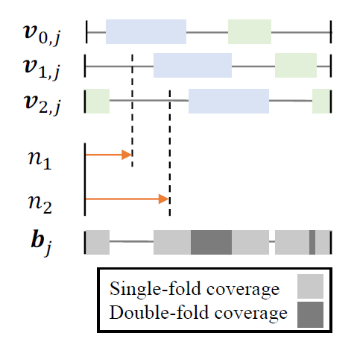 v0,j
v1,j
v2,j
n1
n2
bj
Single-fold coverage
Double-fold coverage